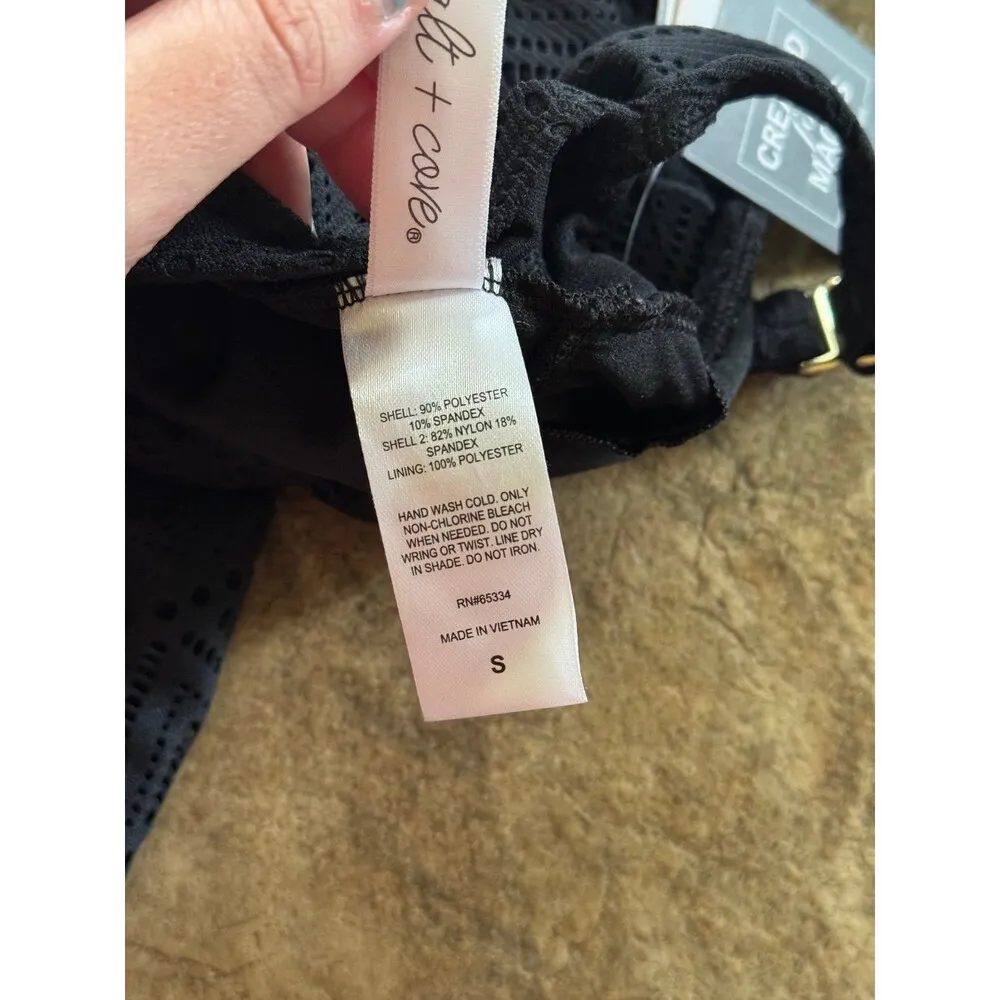 alt + cove®
SHELL: 90% POLYESTER
10% SPANDEX
SHELL 2: 82% NYLON 18%
SPANDEX
LINING: 100% POLYESTER
HAND WASH COLD. ONLY
NON-CHLORINE BLEACH
WHEN NEEDED. DO NOT
WRING OR TWIST. LINE DRY
IN SHADE. DO NOT IRON.
RN#65334
MADE IN VIETNAM
S